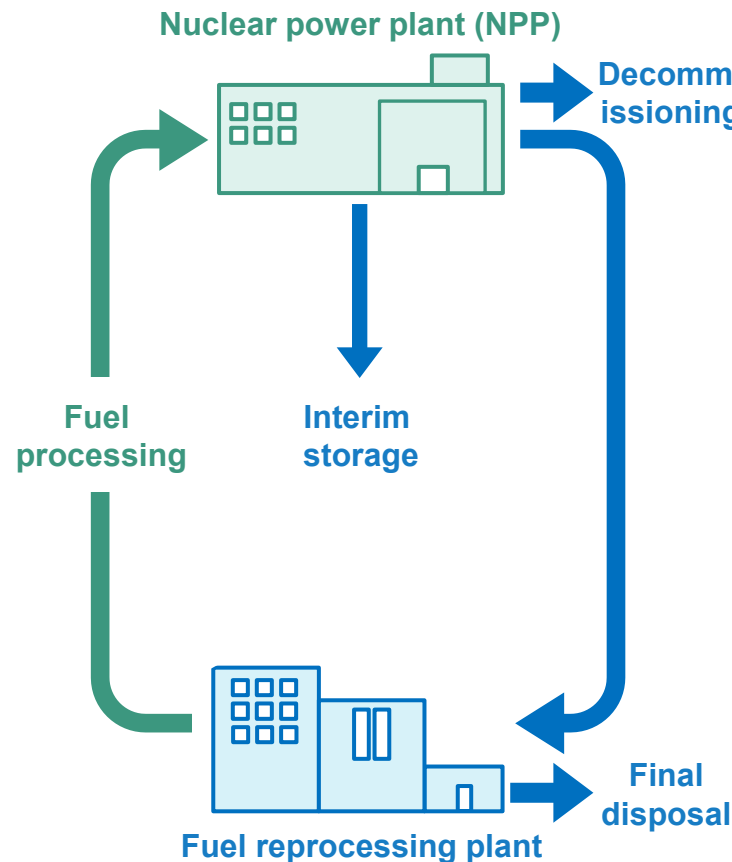 Nuclear power plant (NPP)
Decomm
issioning
Fuel
processing
Interim
storage
Final
disposal
Fuel reprocessing plant